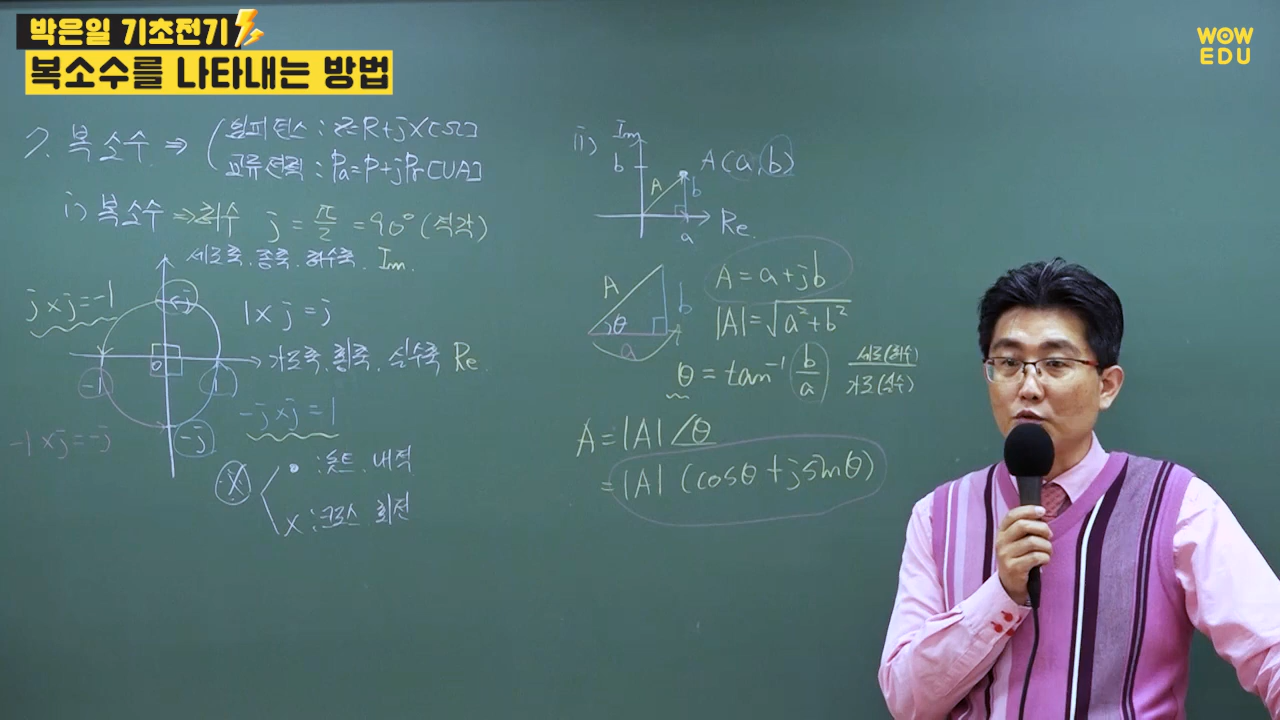 박은일 기초전기
복소수를 나타내는 방법
WOW
EDU
7. 복소수 ⇒ ( 임피던스 : Z=R+jX[Ω]
교류전력 : Pa=P+jPr[VA]
i) 복소수 ⇒ 허수 j = π/2 = 90° (직각)
세로축. 종축. 허수축. Im.
j×j=-1
j
1×j=j
가로축. 횡축. 실수축 Re.
-1
0
1
-j×j=1
-1×j=-j
-j
※ • : 도트. 내적
× : 크로스. 회전
ii) Im
b
A
A(a,b)
b
a
Re.
A
θ
b
a
A=a+jb
|A|=√a²+b²
θ = tan⁻¹ (b/a) 세로(허수)/가로(실수)
A=|A|∠θ
=|A| (cosθ+jsinθ)